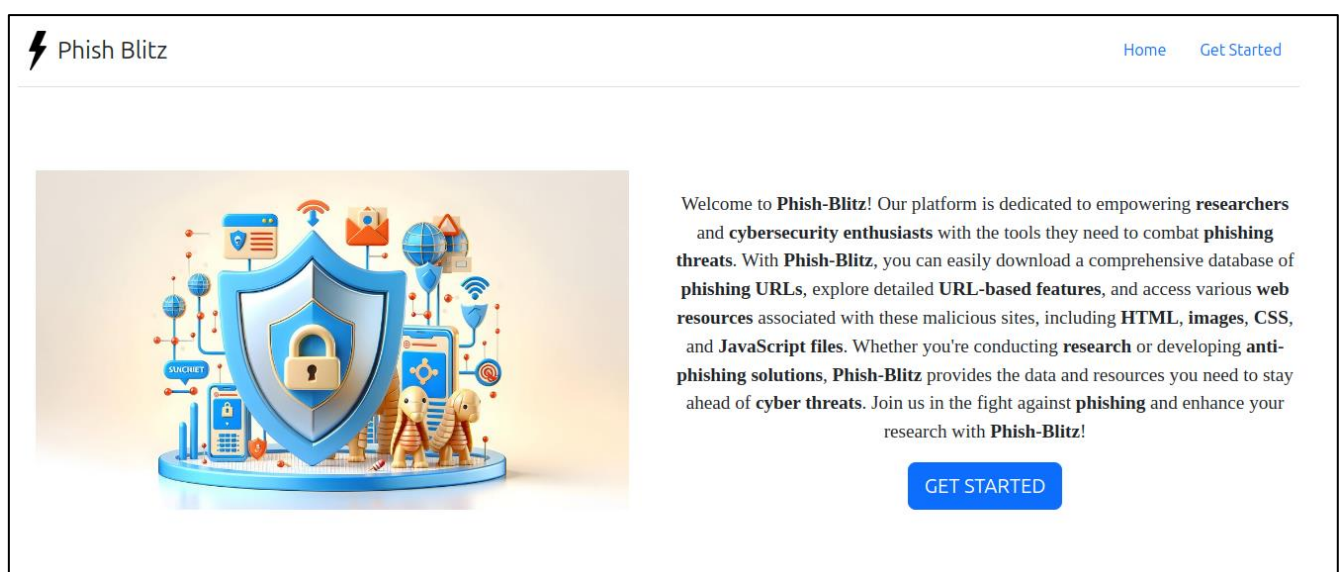 Phish Blitz
Home
Get Started
Welcome to Phish-Blitz! Our platform is dedicated to empowering researchers
and cybersecurity enthusiasts with the tools they need to combat phishing
threats. With Phish-Blitz, you can easily download a comprehensive database of
phishing URLs, explore detailed URL-based features, and access various web
resources associated with these malicious sites, including HTML, images, CSS,
and JavaScript files. Whether you're conducting research or developing anti-
phishing solutions, Phish-Blitz provides the data and resources you need to stay
ahead of cyber threats. Join us in the fight against phishing and enhance your
research with Phish-Blitz!
GET STARTED
SUNCHIET